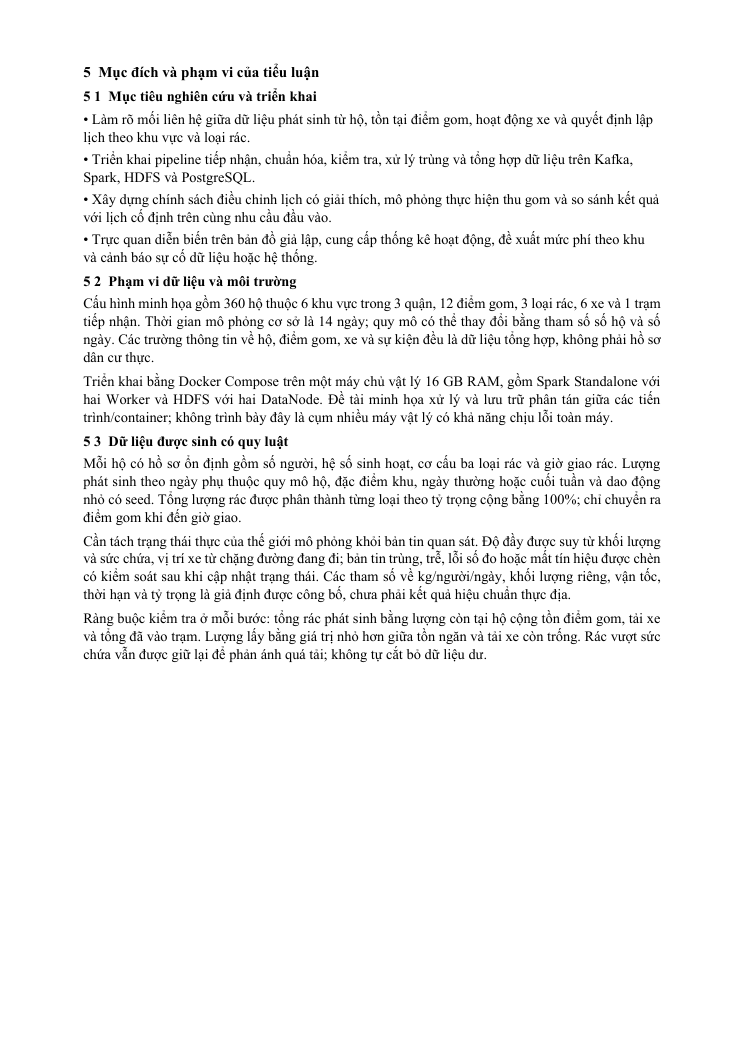 5 Mục đích và phạm vi của tiểu luận
5 1 Mục tiêu nghiên cứu và triển khai
• Làm rõ mối liên hệ giữa dữ liệu phát sinh từ hộ, tồn tại điểm gom, hoạt động xe và quyết định lập
lịch theo khu vực và loại rác.
• Triển khai pipeline tiếp nhận, chuẩn hóa, kiểm tra, xử lý trùng và tổng hợp dữ liệu trên Kafka,
Spark, HDFS và PostgreSQL.
• Xây dựng chính sách điều chỉnh lịch có giải thích, mô phỏng thực hiện thu gom và so sánh kết quả
với lịch cố định trên cùng nhu cầu đầu vào.
• Trực quan diễn biến trên bản đồ giả lập, cung cấp thống kê hoạt động, đề xuất mức phí theo khu
và cảnh báo sự cố dữ liệu hoặc hệ thống.
5 2 Phạm vi dữ liệu và môi trường
Cấu hình minh họa gồm 360 hộ thuộc 6 khu vực trong 3 quận, 12 điểm gom, 3 loại rác, 6 xe và 1 trạm
tiếp nhận. Thời gian mô phỏng cơ sở là 14 ngày; quy mô có thể thay đổi bằng tham số số hộ và số
ngày. Các trường thông tin về hộ, điểm gom, xe và sự kiện đều là dữ liệu tổng hợp, không phải hồ sơ
dân cư thực.
Triển khai bằng Docker Compose trên một máy chủ vật lý 16 GB RAM, gồm Spark Standalone với
hai Worker và HDFS với hai DataNode. Đề tài minh họa xử lý và lưu trữ phân tán giữa các tiến
trình/container; không trình bày đây là cụm nhiều máy vật lý có khả năng chịu lỗi toàn máy.
5 3 Dữ liệu được sinh có quy luật
Mỗi hộ có hồ sơ ổn định gồm số người, hệ số sinh hoạt, cơ cấu ba loại rác và giờ giao rác. Lượng
phát sinh theo ngày phụ thuộc quy mô hộ, đặc điểm khu, ngày thường hoặc cuối tuần và dao động
nhỏ có seed. Tổng lượng rác được phân thành từng loại theo tỷ trọng cộng bằng 100%; chỉ chuyển ra
điểm gom khi đến giờ giao.
Cần tách trạng thái thực của thế giới mô phỏng khỏi bản tin quan sát. Độ đầy được suy từ khối lượng
và sức chứa, vị trí xe từ chặng đường đang đi; bản tin trùng, trễ, lỗi số đo hoặc mất tín hiệu được chèn
có kiểm soát sau khi cập nhật trạng thái. Các tham số về kg/người/ngày, khối lượng riêng, vận tốc,
thời hạn và tỷ trọng là giả định được công bố, chưa phải kết quả hiệu chuẩn thực địa.
Ràng buộc kiểm tra ở mỗi bước: tổng rác phát sinh bằng lượng còn tại hộ cộng tồn điểm gom, tải xe
và tổng đã vào trạm. Lượng lấy bằng giá trị nhỏ hơn giữa tồn ngăn và tải xe còn trống. Rác vượt sức
chứa vẫn được giữ lại để phản ánh quá tải; không tự cắt bỏ dữ liệu dư.